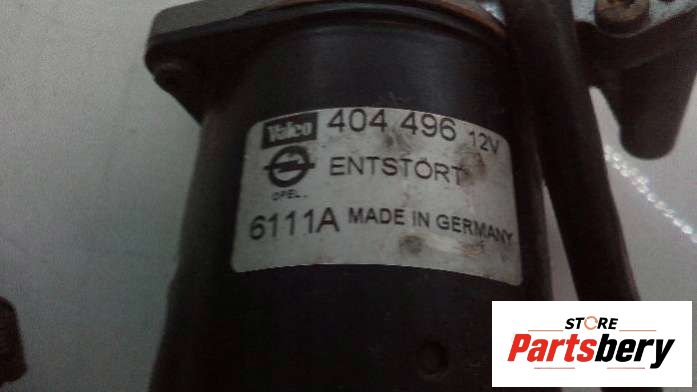 Valeo 404 496 12V
ENTSTÖRT
OPEL
6111A MADE IN GERMANY
STORE
Partsbery